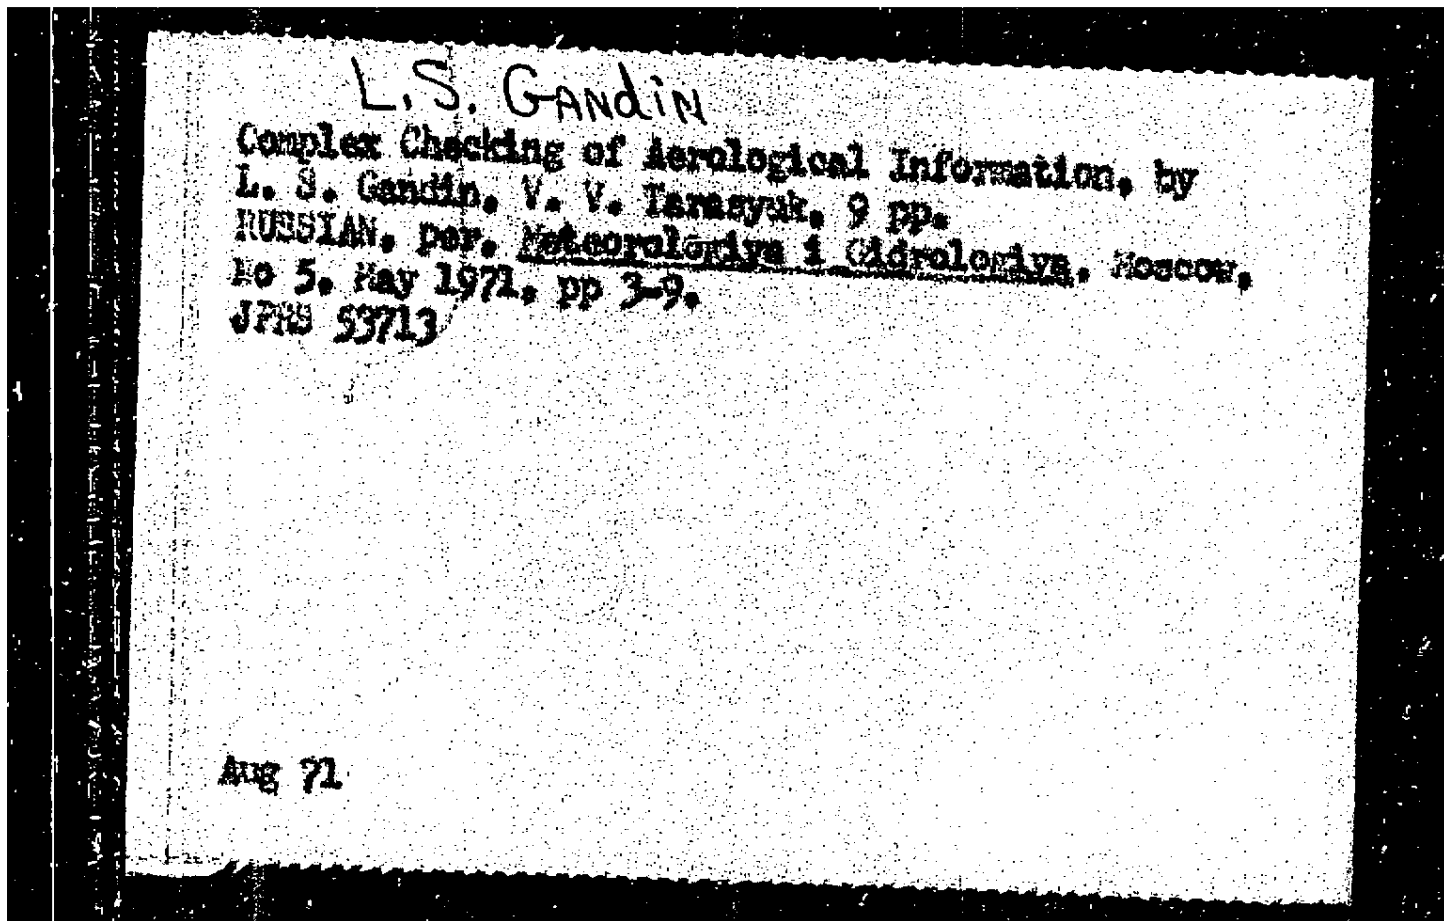 L.S. GANdiN
Complex Checking of Aerological Information, by
L. S. Gandin, V. V. Tarasyuk, 9 pp.
RUSSIAN, per, Meteorologiya i Gidrologiya, Moscow,
No 5, May 1971, pp 3-9.
JPRS 53713
Aug 71